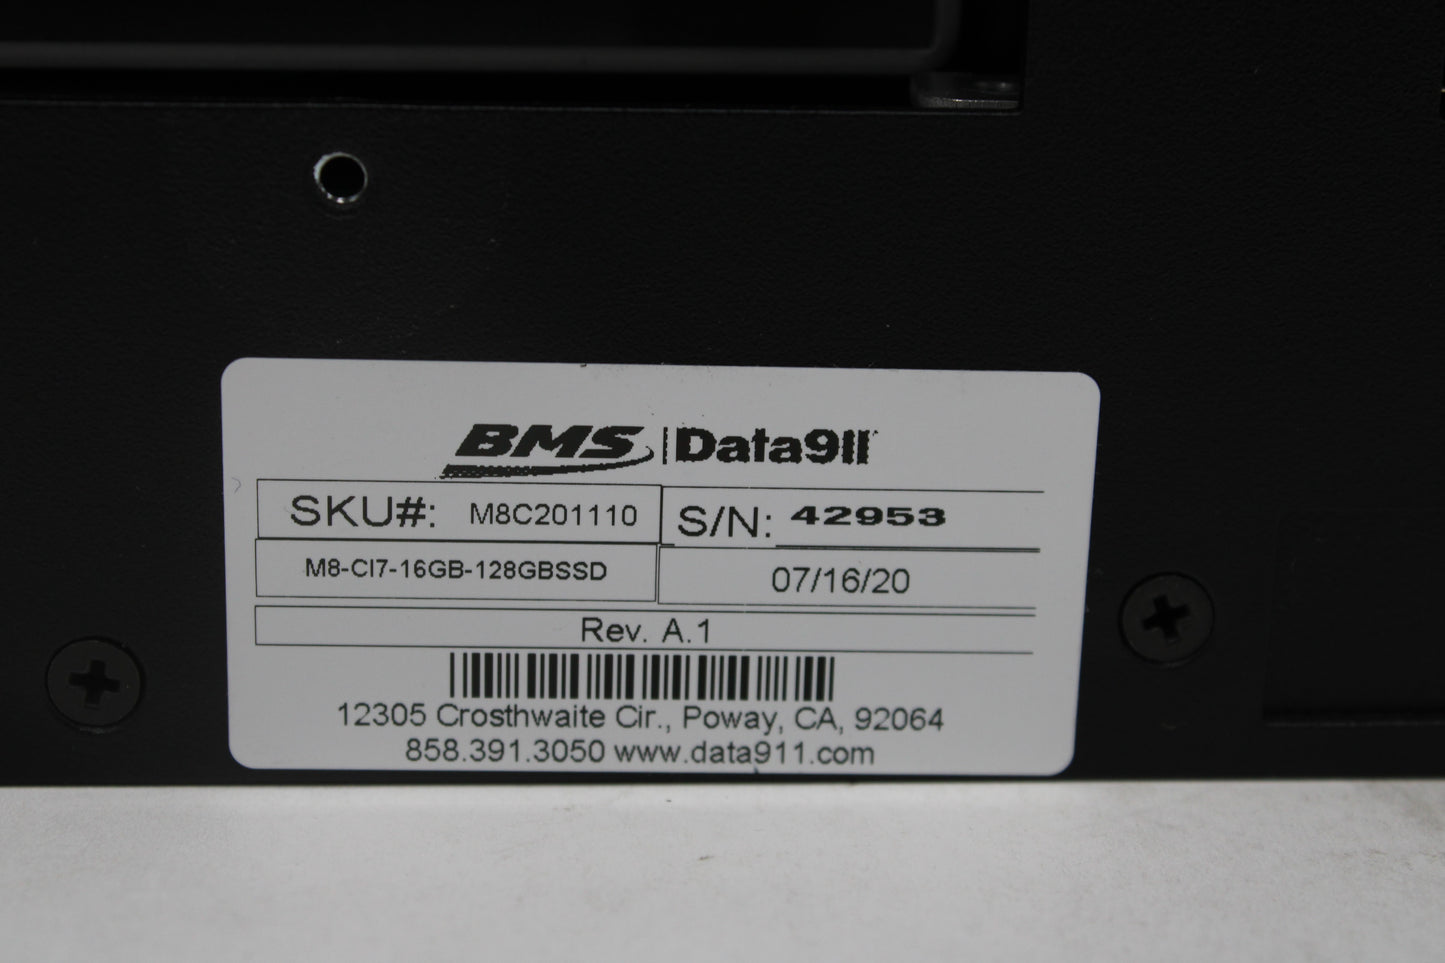 BMS | Data911
SKU#: M8C201110 S/N: 42953
M8-CI7-16GB-128GBSSD 07/16/20
Rev. A.1
12305 Crosthwaite Cir., Poway, CA, 92064
858.391.3050 www.data911.com